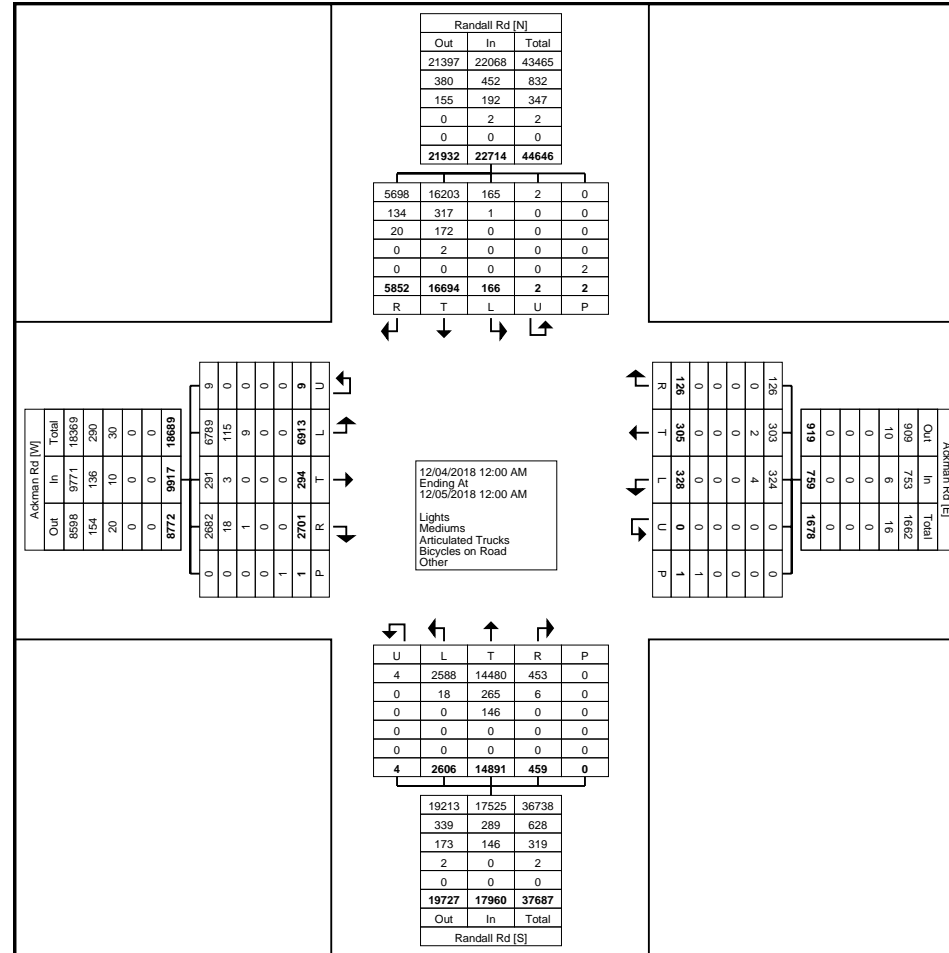 Randall Rd [N]
Out In Total
21397 22068 43465
380 452 832
155 192 347
0 2 2
0 0 0
21932 22714 44646
5698 16203 165 2 0
134 317 1 0 0
20 172 0 0 0
0 2 0 0 0
0 0 0 0 2
5852 16694 166 2 2
R T L U P
Ackman Rd [W]
Total In Out
18369 9771 8598
290 136 154
30 10 20
0 0 0
0 0 0
18689 9917 8772
9 6789 291 2682 0
0 115 3 18 0
0 9 0 1 0
0 0 0 0 0
0 0 0 0 1
9 6913 294 2701 1
U L T R P
12/04/2018 12:00 AM
Ending At
12/05/2018 12:00 AM
Lights
Mediums
Articulated Trucks
Bicycles on Road
Other
R T L U P
126 305 328 0 1
0 0 0 0 1
0 0 0 0 0
0 0 0 0 0
0 2 4 0 0
126 303 324 0 0
919 759 1678
0 0 0
0 0 0
0 0 0
10 6 16
909 753 1662
Out In Total
Ackman Rd [E]
U L T R P
4 2588 14480 453 0
0 18 265 6 0
0 0 146 0 0
0 0 0 0 0
0 0 0 0 0
4 2606 14891 459 0
19213 17525 36738
339 289 628
173 146 319
2 0 2
0 0 0
19727 17960 37687
Out In Total
Randall Rd [S]